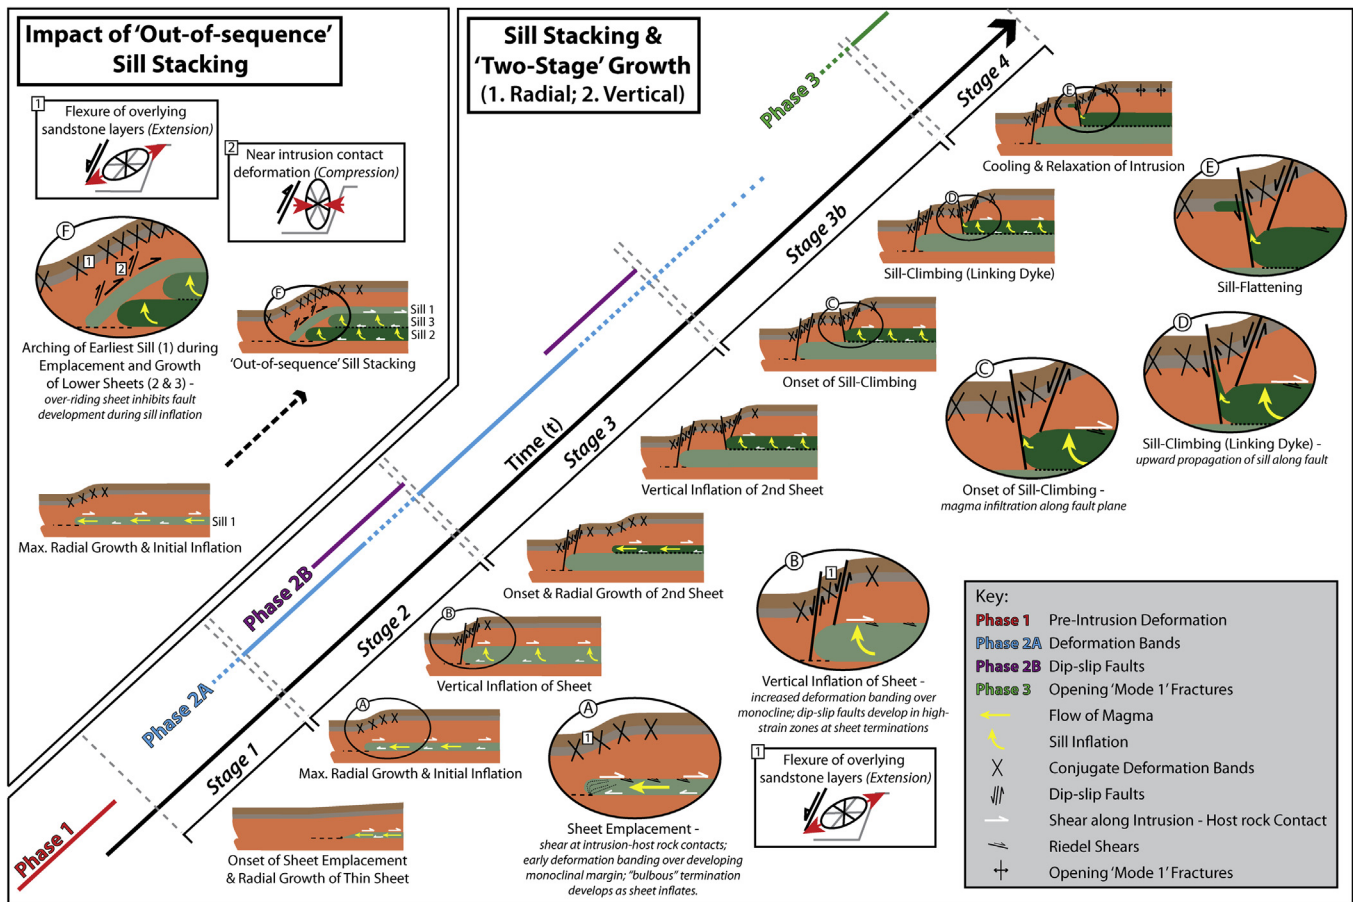 Impact of ‘Out-of-sequence’
Sill Stacking
1
Flexure of overlying
sandstone layers (Extension)
2
Near intrusion contact
deformation (Compression)
F
1
2
Arching of Earliest Sill (1) during
Emplacement and Growth
of Lower Sheets (2 & 3) -
over-riding sheet inhibits fault
development during sill inflation
F
Sill 1
Sill 3
Sill 2
‘Out-of-sequence’ Sill Stacking
Sill 1
Max. Radial Growth & Initial Inflation
Sill Stacking &
‘Two-Stage’ Growth
(1. Radial; 2. Vertical)
Phase 1
Phase 2A
Phase 2B
Phase 3
Time (t)
Stage 1
Stage 2
Stage 3
Stage 3b
Stage 4
Onset of Sheet Emplacement
& Radial Growth of Thin Sheet
A
Max. Radial Growth & Initial Inflation
B
Vertical Inflation of Sheet
Onset & Radial Growth of 2nd Sheet
Vertical Inflation of 2nd Sheet
C
Onset of Sill-Climbing
D
Sill-Climbing (Linking Dyke)
E
Cooling & Relaxation of Intrusion
E
Sill-Flattening
D
Sill-Climbing (Linking Dyke) -
upward propagation of sill along fault
C
Onset of Sill-Climbing -
magma infiltration along fault plane
B
1
Vertical Inflation of Sheet -
increased deformation banding over
monocline; dip-slip faults develop in high-
strain zones at sheet terminations
A
1
Sheet Emplacement -
shear at intrusion-host rock contacts;
early deformation banding over developing
monoclinal margin; “bulbous” termination
develops as sheet inflates.
1
Flexure of overlying
sandstone layers (Extension)
Key:
Phase 1 Pre-Intrusion Deformation
Phase 2A Deformation Bands
Phase 2B Dip-slip Faults
Phase 3 Opening ‘Mode 1’ Fractures
Flow of Magma
Sill Inflation
Conjugate Deformation Bands
Dip-slip Faults
Shear along Intrusion - Host rock Contact
Riedel Shears
Opening ‘Mode 1’ Fractures